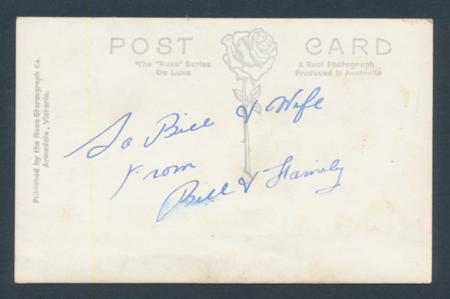 POST CARD
The "Rose" Series
De Luxe
A Real Photograph
Produced in Australia
Published by the Rose Stereograph Co.
Armadale, Victoria.
To Bill & Wife
From
Bill & Family